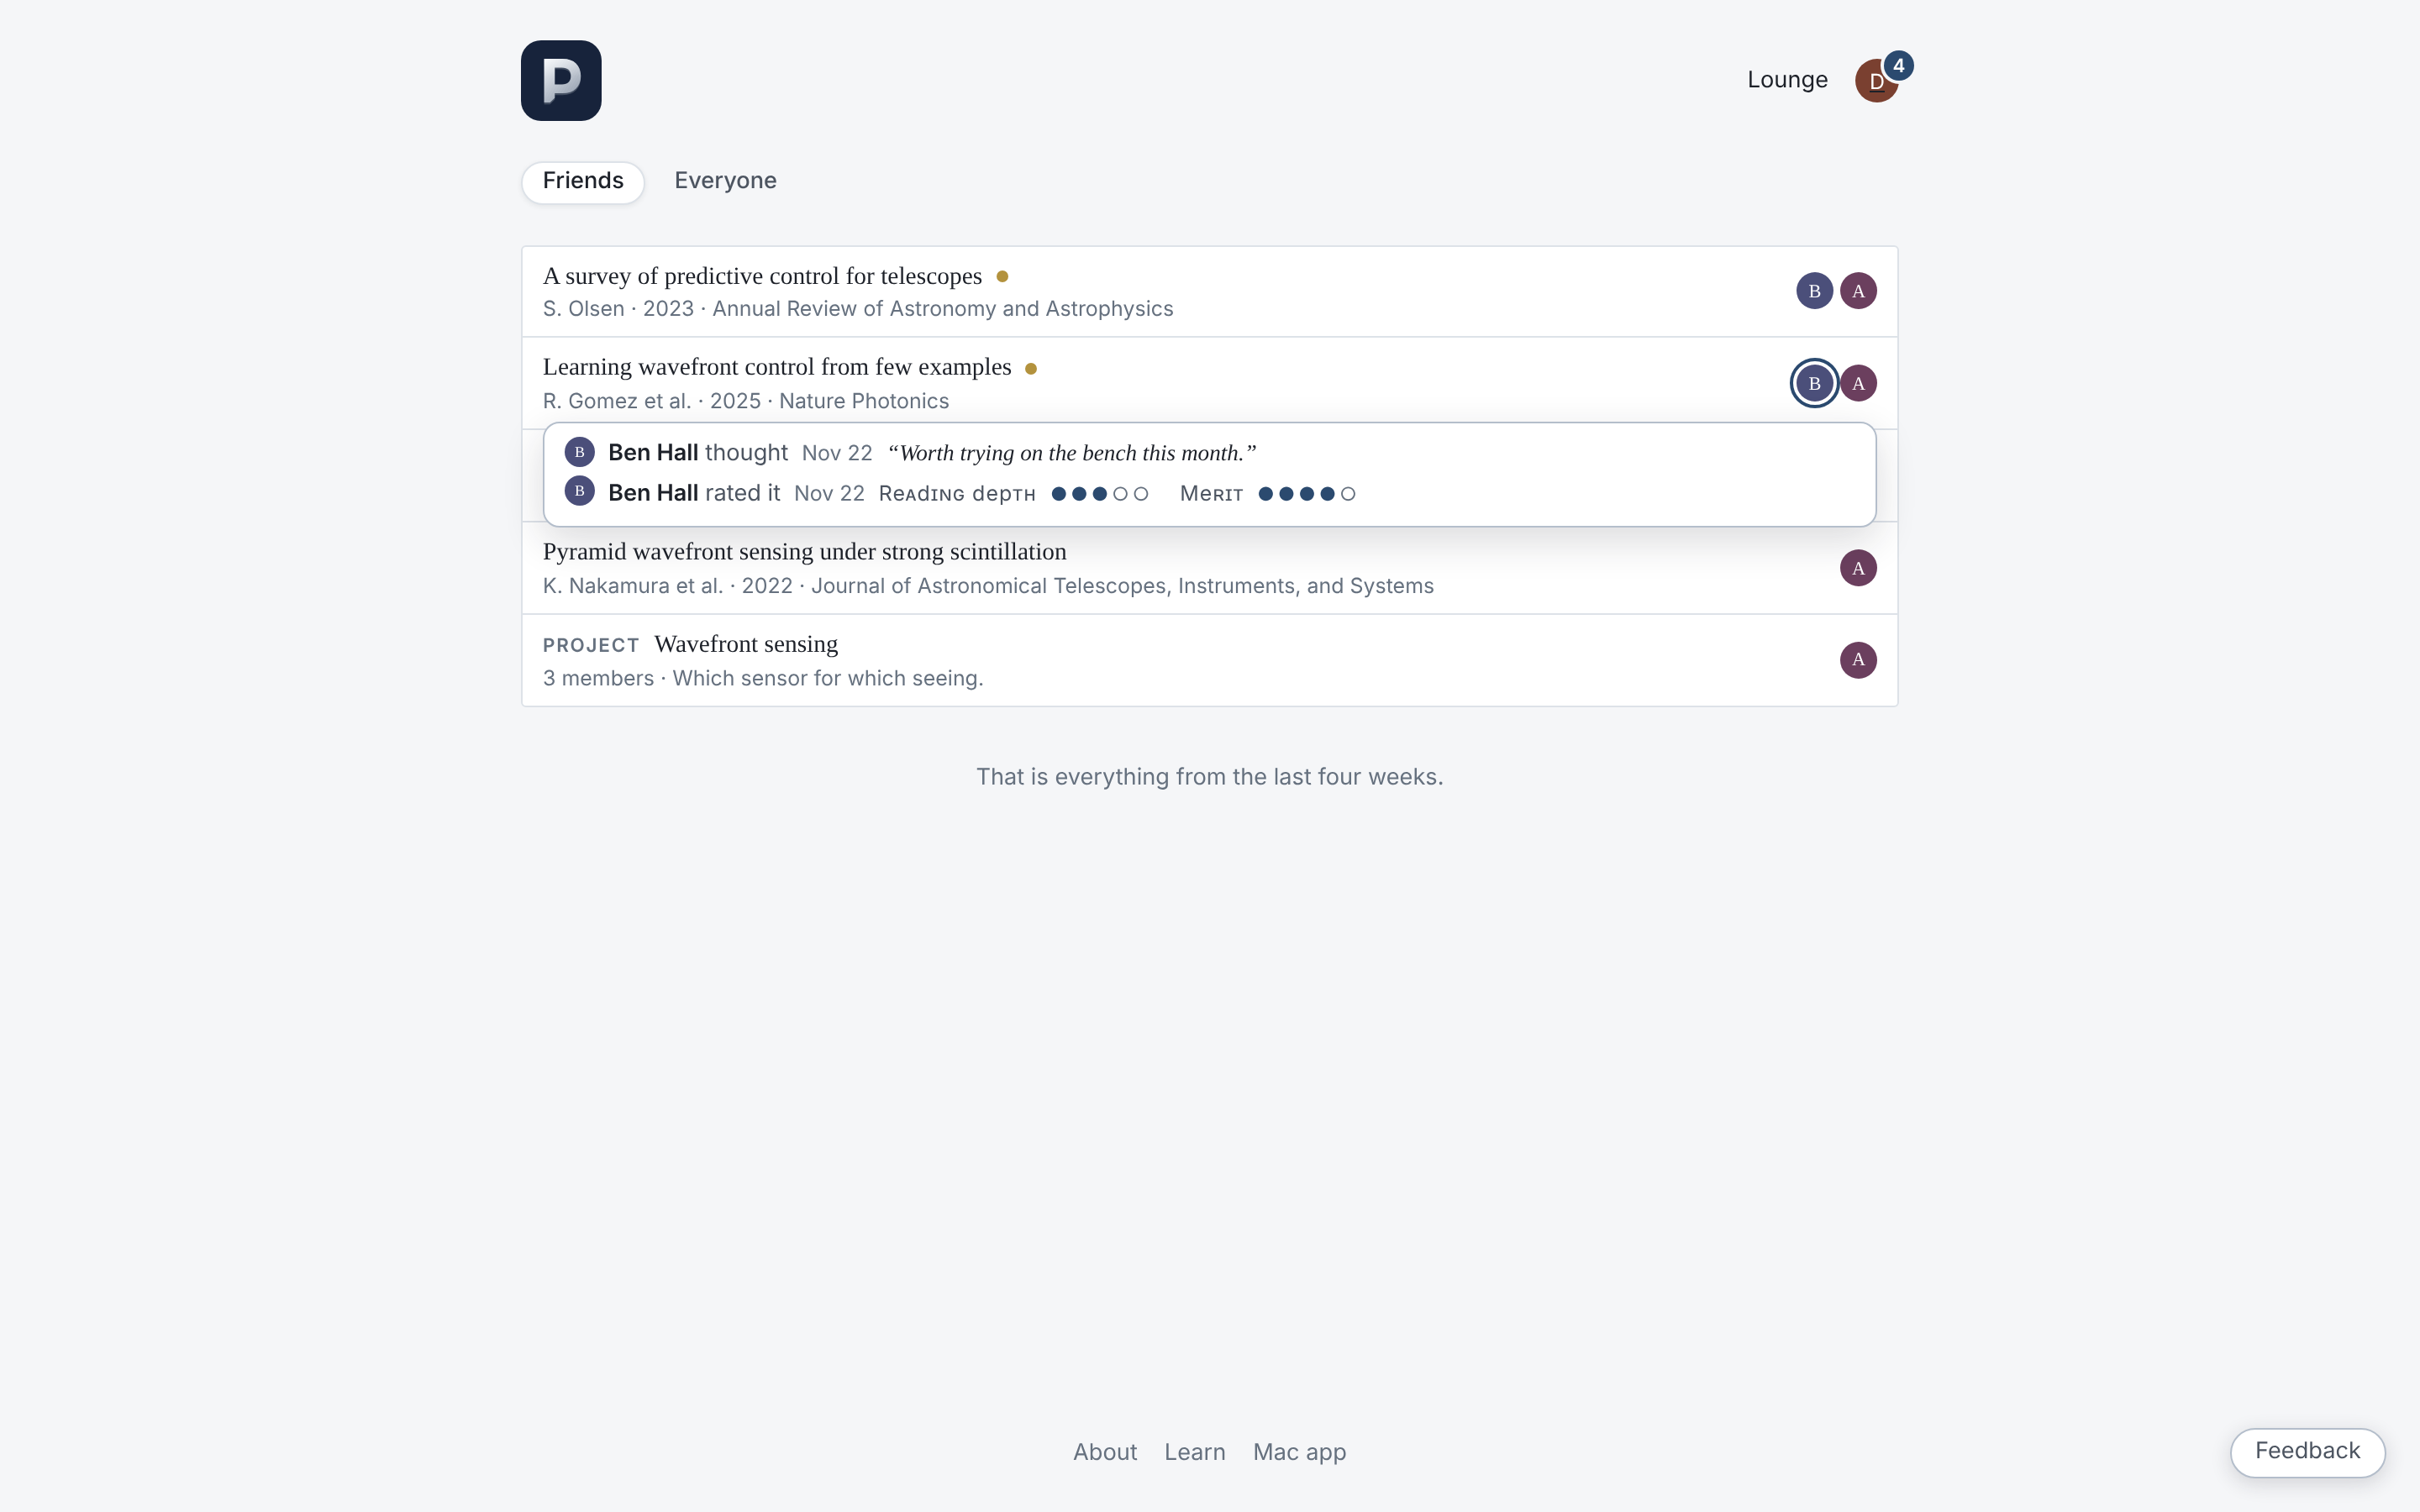 P
Lounge
D
4
Friends
Everyone
A survey of predictive control for telescopes
S. Olsen · 2023 · Annual Review of Astronomy and Astrophysics
B A
Learning wavefront control from few examples
R. Gomez et al. · 2025 · Nature Photonics
B A
B Ben Hall thought Nov 22 “Worth trying on the bench this month.”
B Ben Hall rated it Nov 22 Reading depth Merit
Pyramid wavefront sensing under strong scintillation
K. Nakamura et al. · 2022 · Journal of Astronomical Telescopes, Instruments, and Systems
A
PROJECT Wavefront sensing
3 members · Which sensor for which seeing.
A
That is everything from the last four weeks.
About Learn Mac app
Feedback